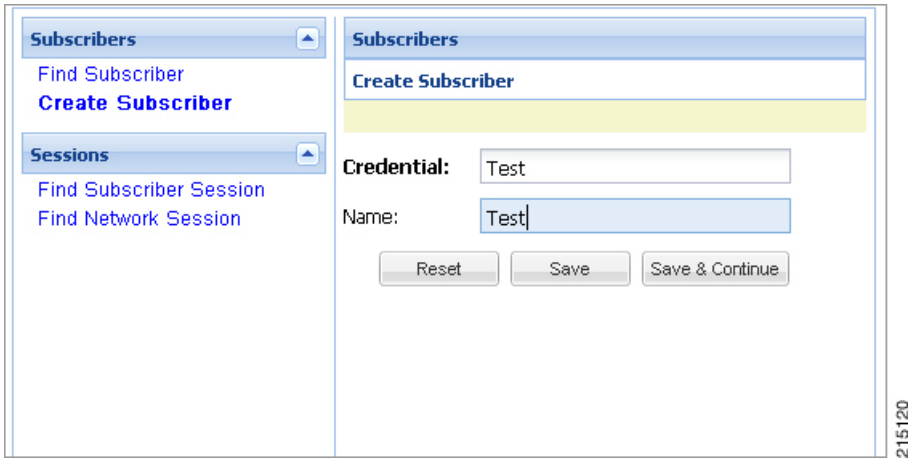 Subscribers
Find Subscriber
Create Subscriber
Sessions
Find Subscriber Session
Find Network Session
Subscribers
Create Subscriber
Credential: Test
Name: Test
Reset Save Save & Continue
215120